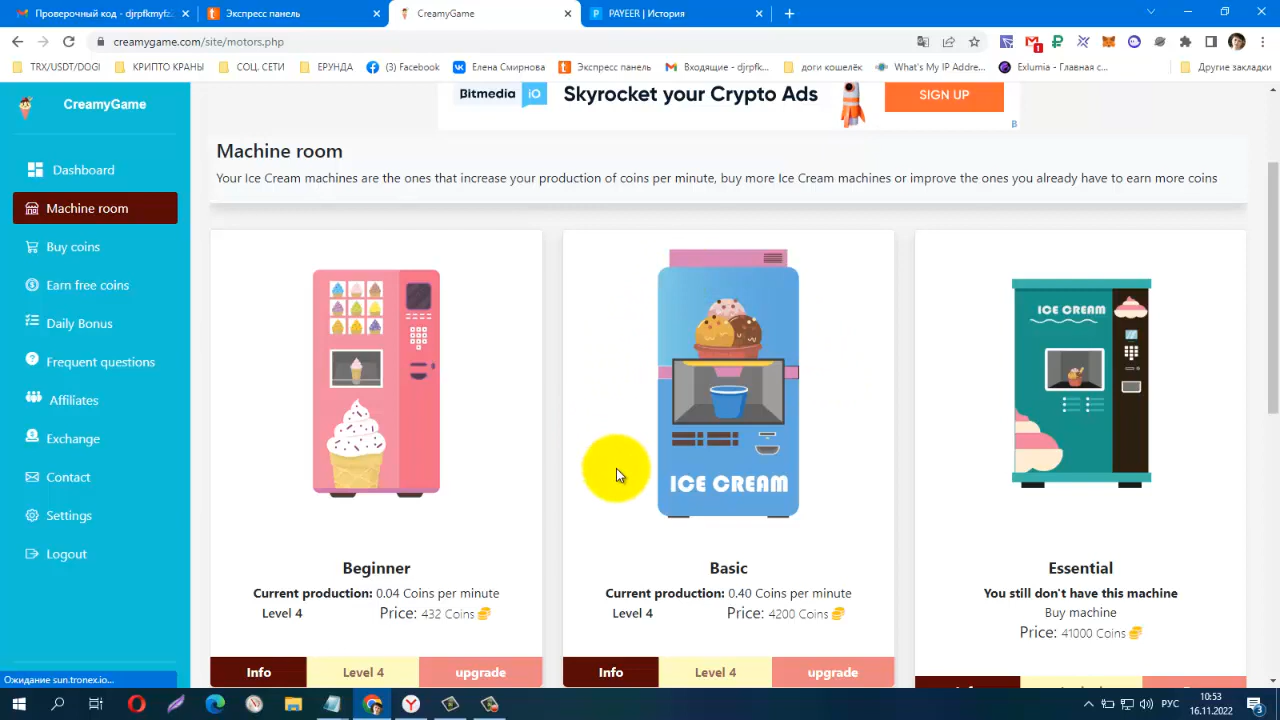 Проверочный код - djrpfkmyfz
Экспресс панель
CreamyGame
PAYEER | История
creamygame.com/site/motors.php
TRX/USDT/DOGI
КРИПТО КРАНЫ
СОЦ. СЕТИ
ЕРУНДА
(3) Facebook
Елена Смирнова
Экспресс панель
Входящие - djrpfk...
доги кошелёк
What's My IP Addre...
Exlumia - Главная с...
Другие закладки
CreamyGame
Dashboard
Machine room
Buy coins
Earn free coins
Daily Bonus
Frequent questions
Affiliates
Exchange
Contact
Settings
Logout
Ожидание sun.tronex.io...
Bitmedia IO
Skyrocket your Crypto Ads
SIGN UP
Machine room
Your Ice Cream machines are the ones that increase your production of coins per minute, buy more Ice Cream machines or improve the ones you already have to earn more coins
ICE CREAM
ICE CREAM
Beginner
Current production: 0.04 Coins per minute
Level 4 Price: 432 Coins
Info Level 4 upgrade
Basic
Current production: 0.40 Coins per minute
Level 4 Price: 4200 Coins
Info Level 4 upgrade
Essential
You still don't have this machine
Buy machine
Price: 41000 Coins
РУС
10:53
16.11.2022